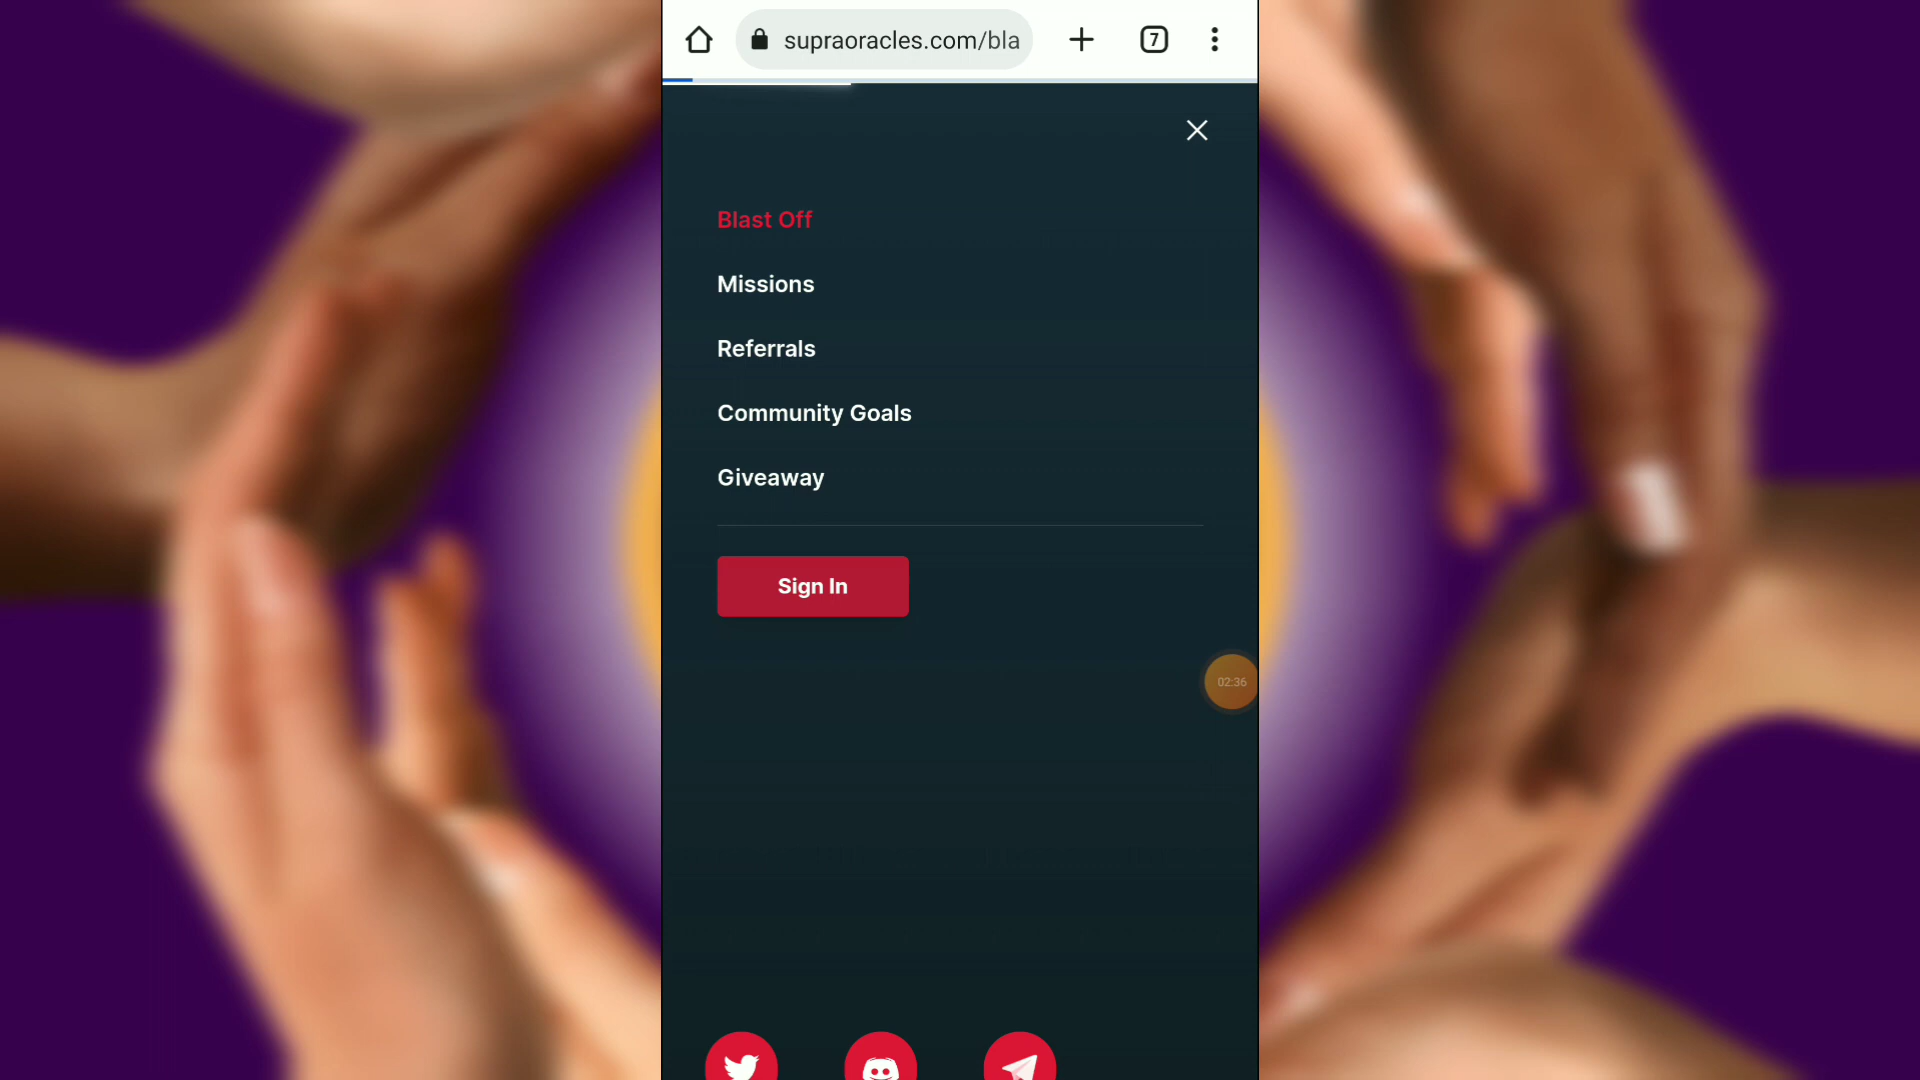 supraoracles.com/bla
7
Blast Off
Missions
Referrals
Community Goals
Giveaway
Sign In
02:36